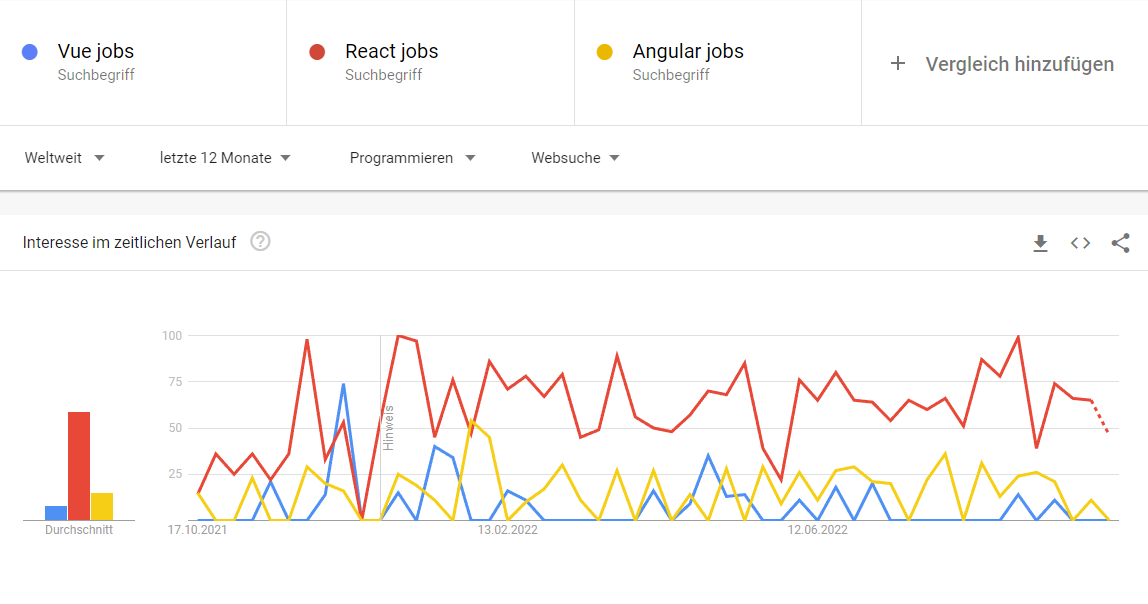 Vue jobs
Suchbegriff
React jobs
Suchbegriff
Angular jobs
Suchbegriff
+ Vergleich hinzufügen
Weltweit
letzte 12 Monate
Programmieren
Websuche
Interesse im zeitlichen Verlauf ?
100
75
50
25
Hinweis
Durchschnitt
17.10.2021
13.02.2022
12.06.2022